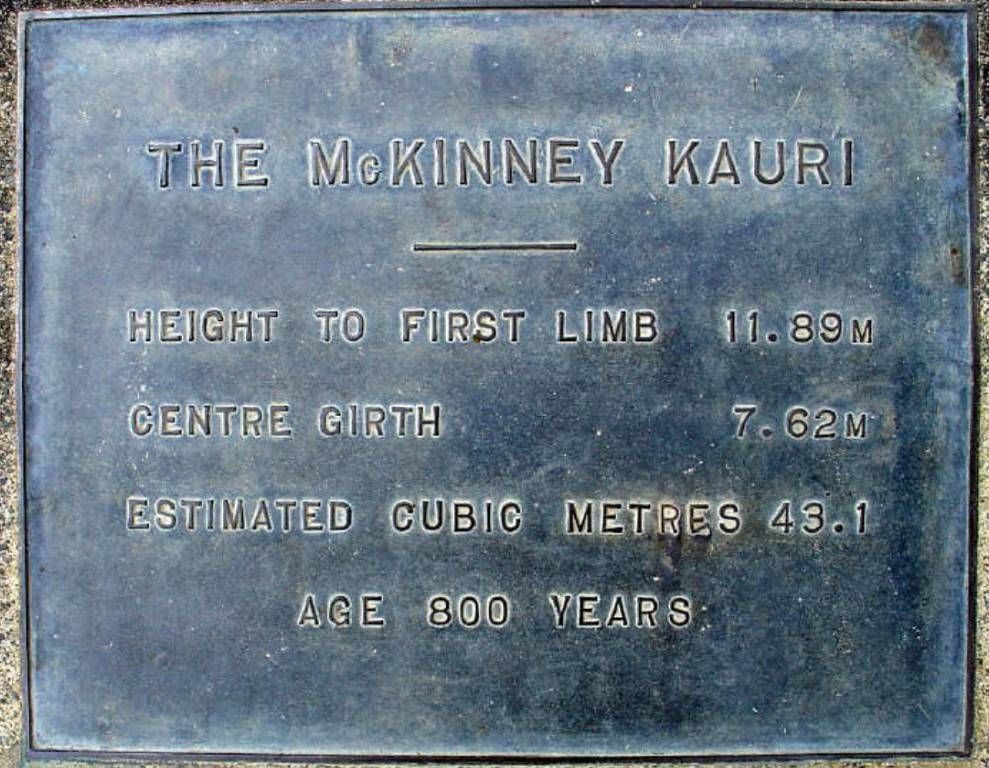 THE McKINNEY KAURI
HEIGHT TO FIRST LIMB 11.89M
CENTRE GIRTH 7.62M
ESTIMATED CUBIC METRES 43.1
AGE 800 YEARS